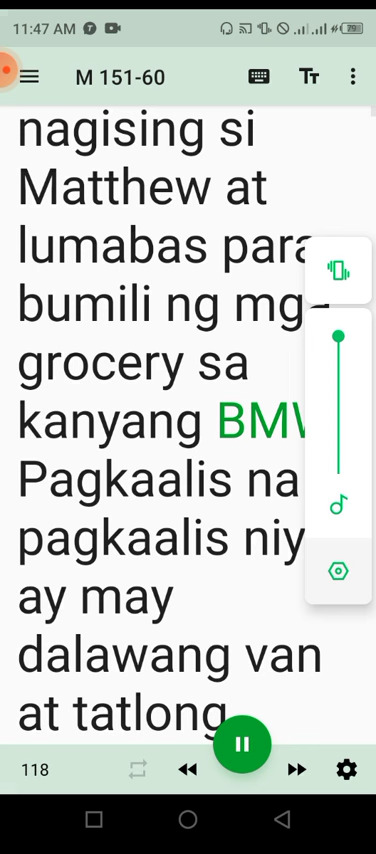 11:47 AM
79
M 151-60
nagising si
Matthew at
lumabas para
bumili ng mga
grocery sa
kanyang BMW
Pagkaalis na
pagkaalis niy
ay may
dalawang van
at tatlong
118